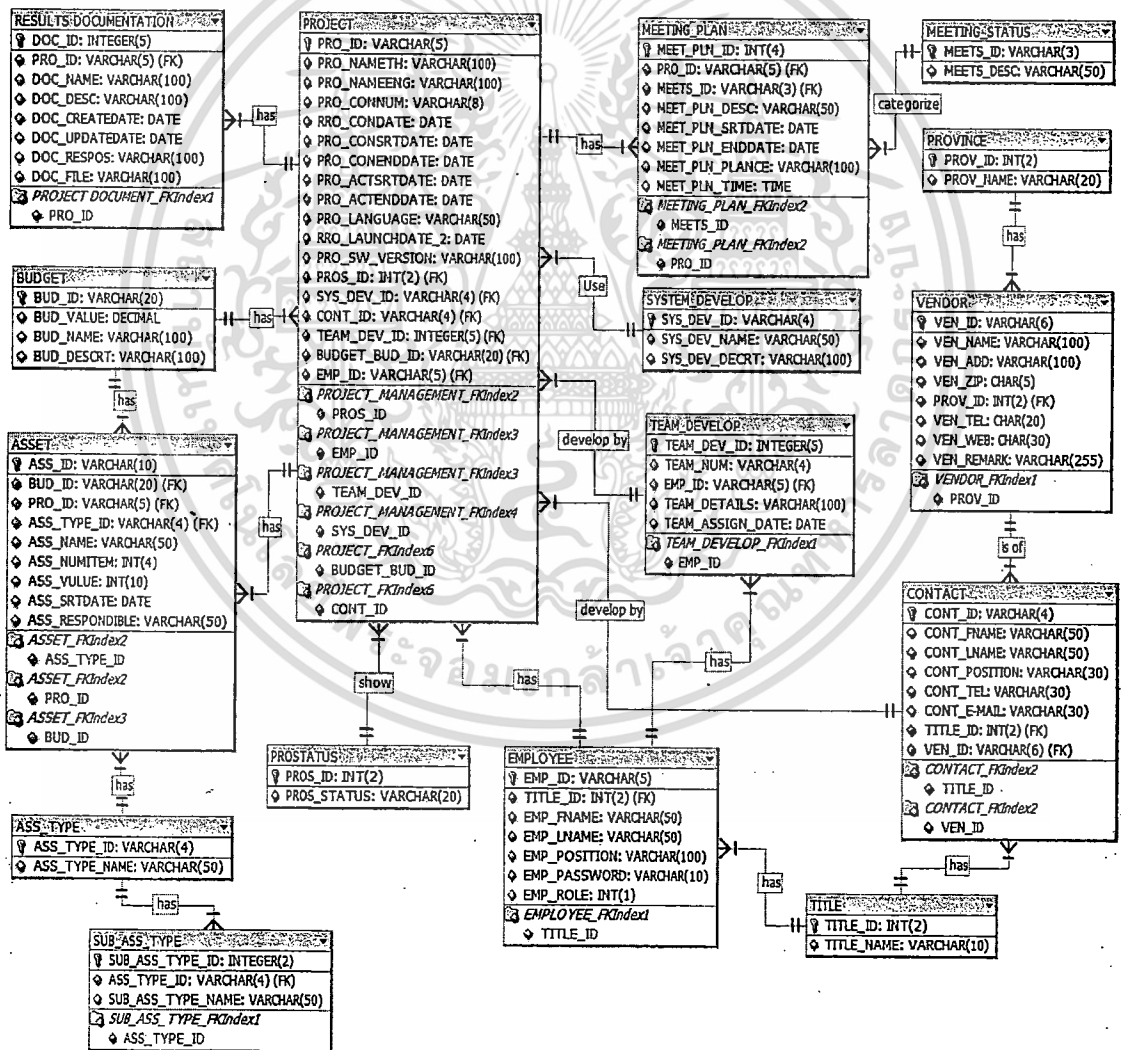 RESULTS DOCUMENTATION
DOC_ID: INTEGER(5)
PRO_ID: VARCHAR(5) (FK)
DOC_NAME: VARCHAR(100)
DOC_DESC: VARCHAR(100)
DOC_CREATEDATE: DATE
DOC_UPDATEDATE: DATE
DOC_RESPOS: VARCHAR(100)
DOC_FILE: VARCHAR(100)
PROJECT DOCUMENT_FKIndex1
PRO_ID
has
PROJECT
PRO_ID: VARCHAR(5)
PRO_NAMETH: VARCHAR(100)
PRO_NAMEENG: VARCHAR(100)
PRO_CONNUM: VARCHAR(8)
RRO_CONDATE: DATE
PRO_CONSRTDATE: DATE
PRO_CONENDDATE: DATE
PRO_ACTSRTDATE: DATE
PRO_ACTENDDATE: DATE
PRO_LANGUAGE: VARCHAR(50)
RRO_LAUNCHDATE_2: DATE
PRO_SW_VERSION: VARCHAR(100)
PROS_ID: INT(2) (FK)
SYS_DEV_ID: VARCHAR(4) (FK)
CONT_ID: VARCHAR(4) (FK)
TEAM_DEV_ID: INTEGER(5) (FK)
BUDGET_BUD_ID: VARCHAR(20) (FK)
EMP_ID: VARCHAR(5) (FK)
PROJECT_MANAGEMENT_FKIndex2
PROS_ID
PROJECT_MANAGEMENT_FKIndex3
EMP_ID
PROJECT_MANAGEMENT_FKIndex3
TEAM_DEV_ID
PROJECT_MANAGEMENT_FKIndex4
SYS_DEV_ID
PROJECT_FKIndex6
BUDGET_BUD_ID
PROJECT_FKIndex6
CONT_ID
has
MEETING_PLAN
MEET_PLN_ID: INT(4)
PRO_ID: VARCHAR(5) (FK)
MEETS_ID: VARCHAR(3) (FK)
MEET_PLN_DESC: VARCHAR(50)
MEET_PLN_SRTDATE: DATE
MEET_PLN_ENDDATE: DATE
MEET_PLN_PLANCE: VARCHAR(100)
MEET_PLN_TIME: TIME
MEETING_PLAN_FKIndex2
MEETS_ID
MEETING_PLAN_FKIndex2
PRO_ID
MEETING_STATUS
MEETS_ID: VARCHAR(3)
MEETS_DESC: VARCHAR(50)
categorize
PROVINCE
PROV_ID: INT(2)
PROV_NAME: VARCHAR(20)
has
BUDGET
BUD_ID: VARCHAR(20)
BUD_VALUE: DECIMAL
BUD_NAME: VARCHAR(100)
BUD_DESCRT: VARCHAR(100)
has
has
Use
SYSTEM_DEVELOP
SYS_DEV_ID: VARCHAR(4)
SYS_DEV_NAME: VARCHAR(50)
SYS_DEV_DECRT: VARCHAR(100)
VENDOR
VEN_ID: VARCHAR(6)
VEN_NAME: VARCHAR(100)
VEN_ADD: VARCHAR(100)
VEN_ZIP: CHAR(5)
PROV_ID: INT(2) (FK)
VEN_TEL: CHAR(20)
VEN_WEB: CHAR(30)
VEN_REMARK: VARCHAR(255)
VENDOR_FKIndex1
PROV_ID
is of
ASSET
ASS_ID: VARCHAR(10)
BUD_ID: VARCHAR(20) (FK)
PRO_ID: VARCHAR(5) (FK)
ASS_TYPE_ID: VARCHAR(4) (FK)
ASS_NAME: VARCHAR(50)
ASS_NUMITEM: INT(4)
ASS_VULUE: INT(10)
ASS_SRTDATE: DATE
ASS_RESPONDIBLE: VARCHAR(50)
ASSET_FKIndex2
ASS_TYPE_ID
ASSET_FKIndex2
PRO_ID
ASSET_FKIndex3
BUD_ID
has
has
develop by
TEAM_DEVELOP
TEAM_DEV_ID: INTEGER(5)
TEAM_NUM: VARCHAR(4)
EMP_ID: VARCHAR(5) (FK)
TEAM_DETAILS: VARCHAR(100)
TEAM_ASSIGN_DATE: DATE
TEAM_DEVELOP_FKIndex1
EMP_ID
develop by
has
has
show
CONTACT
CONT_ID: VARCHAR(4)
CONT_FNAME: VARCHAR(50)
CONT_LNAME: VARCHAR(50)
CONT_POSITION: VARCHAR(30)
CONT_TEL: VARCHAR(30)
CONT_E-MAIL: VARCHAR(30)
TITLE_ID: INT(2) (FK)
VEN_ID: VARCHAR(6) (FK)
CONTACT_FKIndex2
TITLE_ID
CONTACT_FKIndex2
VEN_ID
has
PROSTATUS
PROS_ID: INT(2)
PROS_STATUS: VARCHAR(20)
EMPLOYEE
EMP_ID: VARCHAR(5)
TITLE_ID: INT(2) (FK)
EMP_FNAME: VARCHAR(50)
EMP_LNAME: VARCHAR(50)
EMP_POSITION: VARCHAR(100)
EMP_PASSWORD: VARCHAR(10)
EMP_ROLE: INT(1)
EMPLOYEE_FKIndex1
TITLE_ID
has
TITLE
TITLE_ID: INT(2)
TITLE_NAME: VARCHAR(10)
ASS_TYPE
ASS_TYPE_ID: VARCHAR(4)
ASS_TYPE_NAME: VARCHAR(50)
has
SUB_ASS_TYPE
SUB_ASS_TYPE_ID: INTEGER(2)
ASS_TYPE_ID: VARCHAR(4) (FK)
SUB_ASS_TYPE_NAME: VARCHAR(50)
SUB_ASS_TYPE_FKIndex1
ASS_TYPE_ID